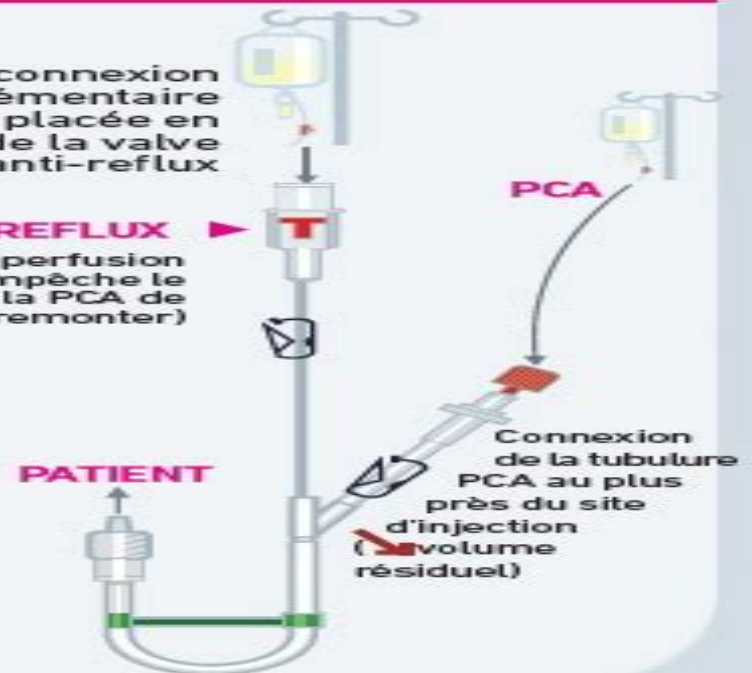 connexion
émentaire
placée en
de la valve
anti-reflux
REFLUX
perfusion
mpêche le
la PCA de
remonter)
PCA
Connexion
de la tubulure
PCA au plus
près du site
d'injection
( volume
résiduel)
PATIENT